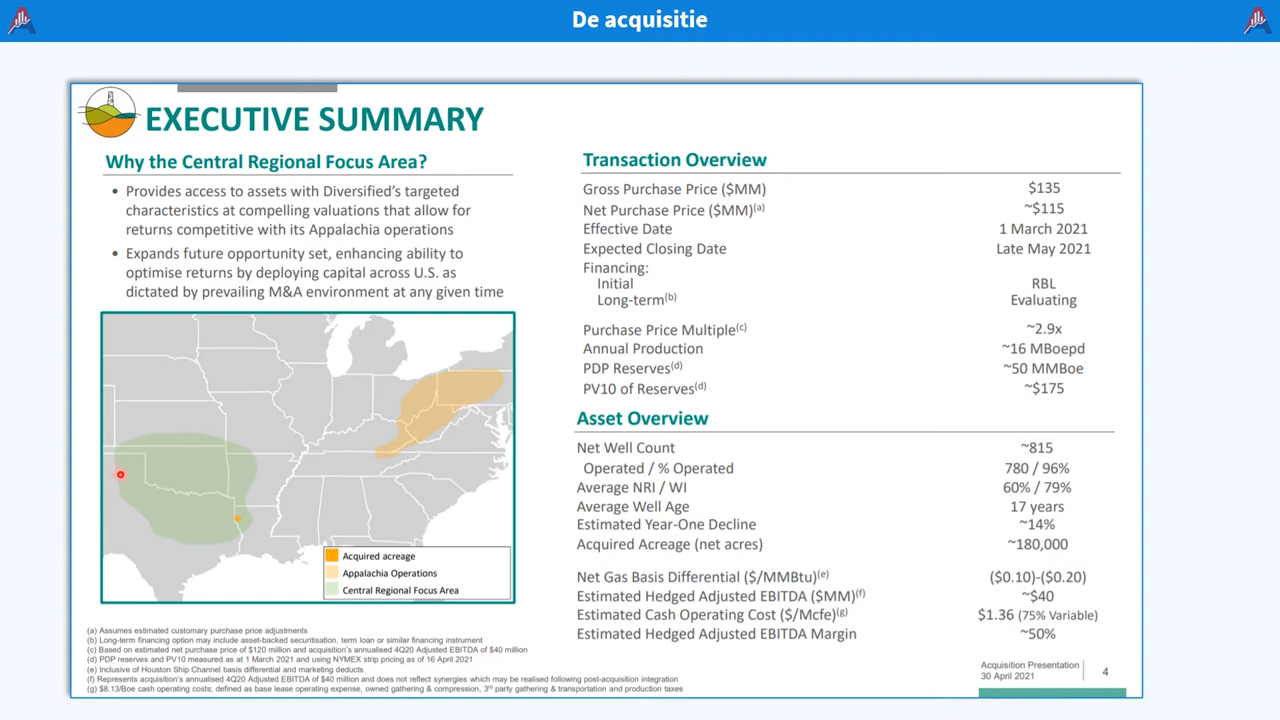 De acquisitie
EXECUTIVE SUMMARY
Why the Central Regional Focus Area?
• Provides access to assets with Diversified's targeted
characteristics at compelling valuations that allow for
returns competitive with its Appalachia operations
• Expands future opportunity set, enhancing ability to
optimise returns by deploying capital across U.S. as
dictated by prevailing M&A environment at any given time
Acquired acreage
Appalachia Operations
Central Regional Focus Area
Transaction Overview
Gross Purchase Price ($MM) $135
Net Purchase Price ($MM)(a) ~$115
Effective Date 1 March 2021
Expected Closing Date Late May 2021
Financing:
Initial RBL
Long-term(b) Evaluating
Purchase Price Multiple(c) ~2.9x
Annual Production ~16 MBoepd
PDP Reserves(d) ~50 MMBoe
PV10 of Reserves(d) ~$175
Asset Overview
Net Well Count ~815
Operated / % Operated 780 / 96%
Average NRI / WI 60% / 79%
Average Well Age 17 years
Estimated Year-One Decline ~14%
Acquired Acreage (net acres) ~180,000
Net Gas Basis Differential ($/MMBtu)(e) ($0.10)-($0.20)
Estimated Hedged Adjusted EBITDA ($MM)(f) ~$40
Estimated Cash Operating Cost ($/Mcfe)(g) $1.36 (75% Variable)
Estimated Hedged Adjusted EBITDA Margin ~50%
(a) Assumes estimated customary purchase price adjustments
(b) Long-term financing option may include asset-backed securitisation, term loan or similar financing instrument
(c) Based on estimated net purchase price of $120 million and acquisition's annualised 4Q20 Adjusted EBITDA of $40 million
(d) PDP reserves and PV10 measured as at 1 March 2021 and using NYMEX strip pricing as of 16 April 2021
(e) Inclusive of Houston Ship Channel basis differential and marketing deducts
(f) Represents acquisition's annualised 4Q20 Adjusted EBITDA of $40 million and does not reflect synergies which may be realised following post-acquisition integration
(g) $8.13/Boe cash operating costs; defined as base lease operating expense, owned gathering & compression, 3rd party gathering & transportation and production taxes
Acquisition Presentation
30 April 2021
4